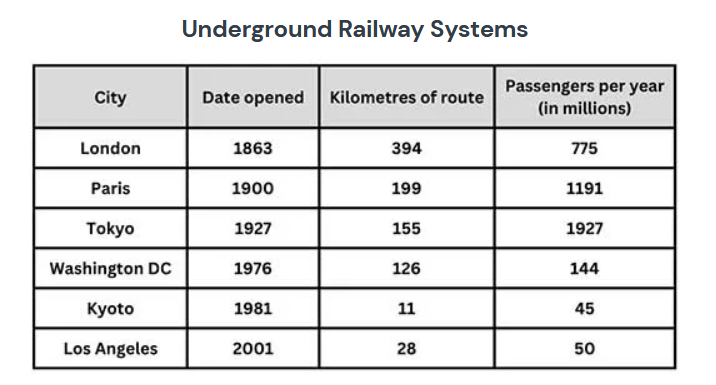 Underground Railway Systems
City Date opened Kilometres of route Passengers per year
(in millions)
London 1863 394 775
Paris 1900 199 1191
Tokyo 1927 155 1927
Washington DC 1976 126 144
Kyoto 1981 11 45
Los Angeles 2001 28 50